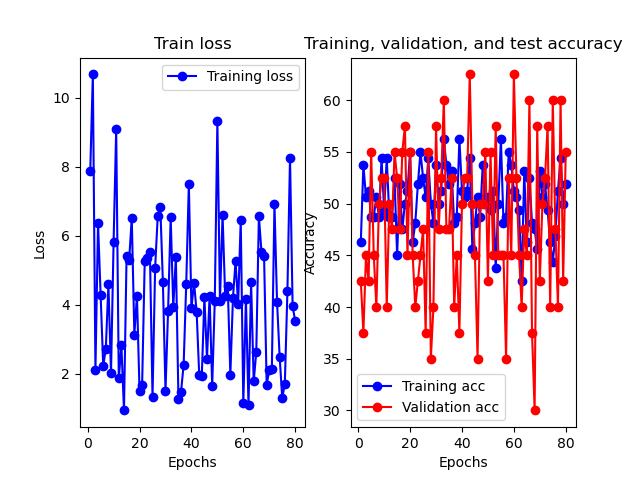 Train loss
Training loss
10
8
6
4
2
Loss
0
20
40
60
80
Epochs
Training, validation, and test accuracy
60
55
50
45
40
35
30
Accuracy
Training acc
Validation acc
0
20
40
60
80
Epochs